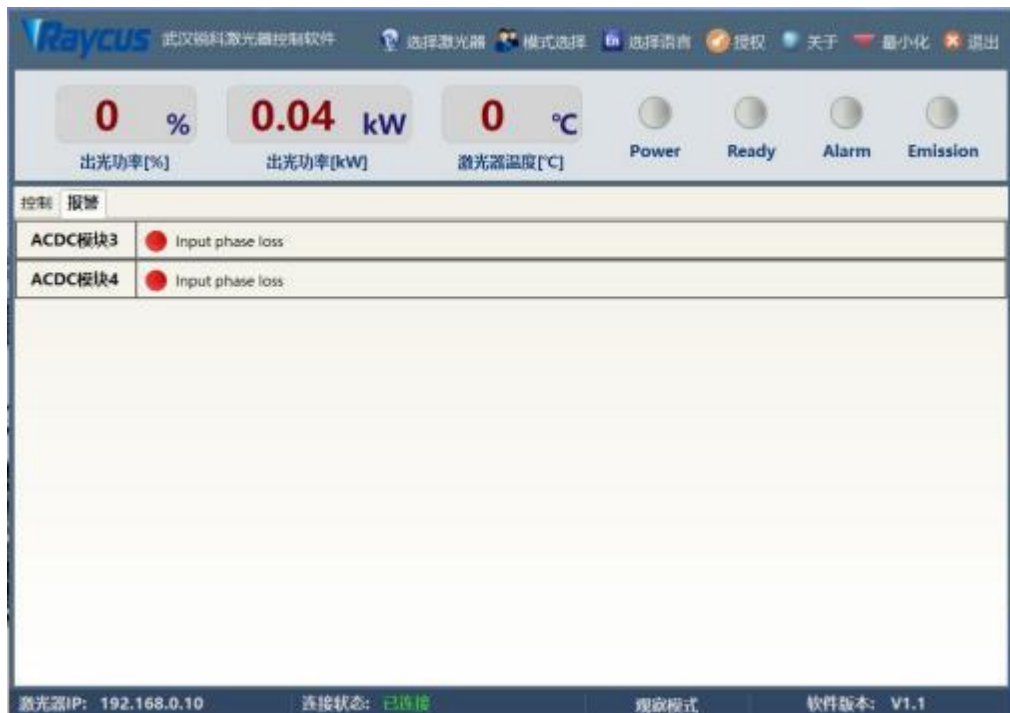 Raycus 武汉锐科激光器控制软件 选择激光器 模式选择 En 选择语言 授权 关于 最小化 退出
0 % 0.04 kW 0 ℃
出光功率[%] 出光功率[kW] 激光器温度[℃] Power Ready Alarm Emission
控制 报警
ACDC模块3 Input phase loss
ACDC模块4 Input phase loss
激光器IP: 192.168.0.10 连接状态: 已连接 观察模式 软件版本: V1.1